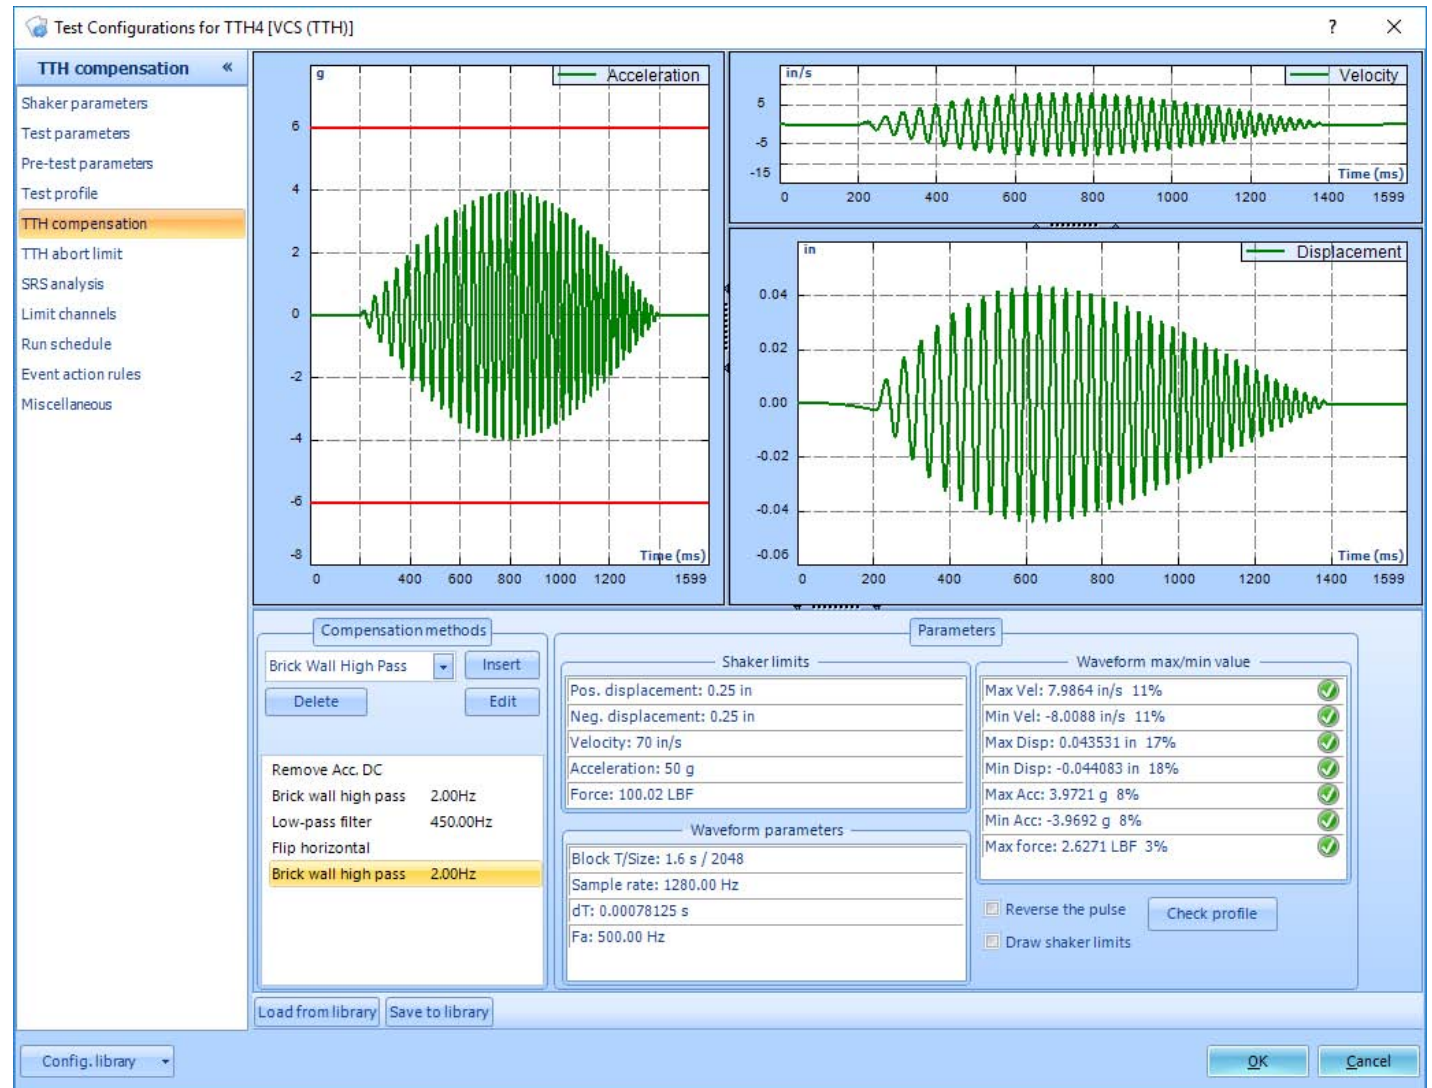 Test Configurations for TTH4 [VCS (TTH)]
?
TTH compensation «
Shaker parameters
Test parameters
Pre-test parameters
Test profile
TTH compensation
TTH abort limit
SRS analysis
Limit channels
Run schedule
Event action rules
Miscellaneous
g
Acceleration
6
4
2
0
-2
-4
-6
-8
Time (ms)
0 400 600 800 1000 1200 1599
in/s
Velocity
5
-5
-15
Time (ms)
0 200 400 600 800 1000 1200 1400 1599
in
Displacement
0.04
0.02
0.00
-0.02
-0.04
-0.06
Time (ms)
0 200 400 600 800 1000 1200 1400 1599
Compensation methods
Brick Wall High Pass
Insert
Delete
Edit
Remove Acc. DC
Brick wall high pass 2.00Hz
Low-pass filter 450.00Hz
Flip horizontal
Brick wall high pass 2.00Hz
Parameters
Shaker limits
Pos. displacement: 0.25 in
Neg. displacement: 0.25 in
Velocity: 70 in/s
Acceleration: 50 g
Force: 100.02 LBF
Waveform parameters
Block T/Size: 1.6 s / 2048
Sample rate: 1280.00 Hz
dT: 0.00078125 s
Fa: 500.00 Hz
Waveform max/min value
Max Vel: 7.9864 in/s 11%
Min Vel: -8.0088 in/s 11%
Max Disp: 0.043531 in 17%
Min Disp: -0.044083 in 18%
Max Acc: 3.9721 g 8%
Min Acc: -3.9692 g 8%
Max force: 2.6271 LBF 3%
Reverse the pulse
Check profile
Draw shaker limits
Load from library
Save to library
Config. library
OK
Cancel